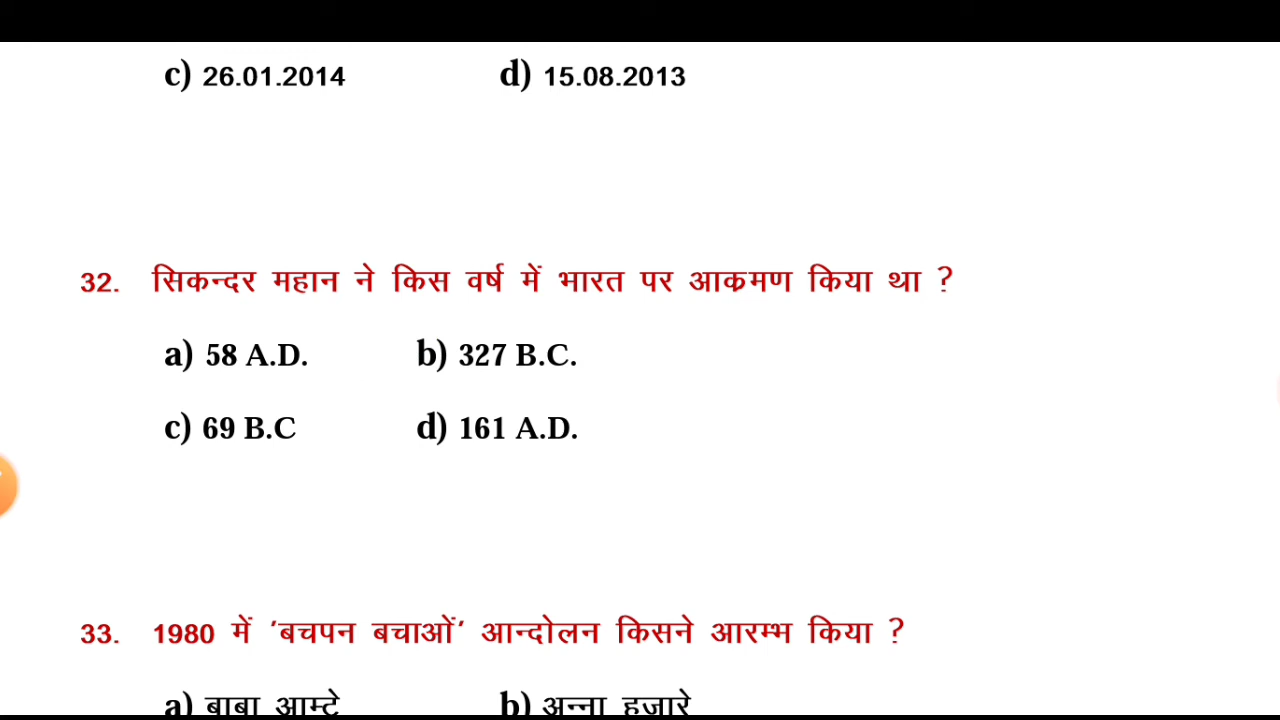 c) 26.01.2014 d) 15.08.2013
32. सिकन्दर महान ने किस वर्ष में भारत पर आक्रमण किया था ?
a) 58 A.D. b) 327 B.C.
c) 69 B.C d) 161 A.D.
33. 1980 में 'बचपन बचाओं' आन्दोलन किसने आरम्भ किया ?
a) बाबा आम्टे b) अन्ना हजारे